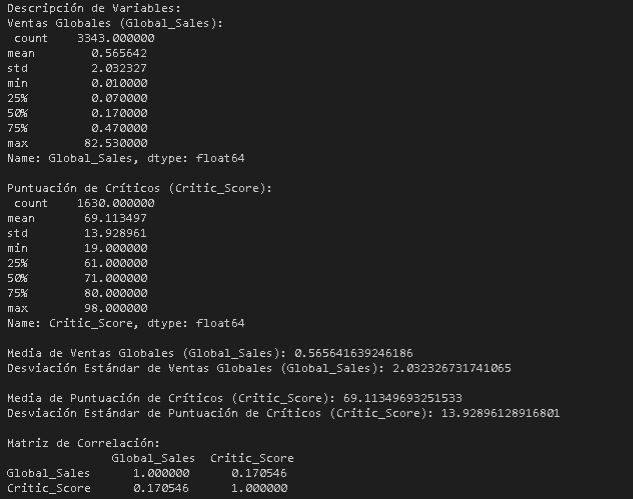 Descripción de Variables:
Ventas Globales (Global_Sales):
count    3343.000000
mean        0.565642
std         2.032327
min         0.010000
25%         0.070000
50%         0.170000
75%         0.470000
max        82.530000
Name: Global_Sales, dtype: float64
Puntuación de Críticos (Critic_Score):
count    1630.000000
mean       69.113497
std        13.928961
min        19.000000
25%        61.000000
50%        71.000000
75%        80.000000
max        98.000000
Name: Critic_Score, dtype: float64
Media de Ventas Globales (Global_Sales): 0.565641639246186
Desviación Estándar de Ventas Globales (Global_Sales): 2.032326731741065
Media de Puntuación de Críticos (Critic_Score): 69.11349693251533
Desviación Estándar de Puntuación de Críticos (Critic_Score): 13.92896128916801
Matriz de Correlación:
Global_Sales  Critic_Score
Global_Sales      1.000000      0.170546
Critic_Score      0.170546      1.000000